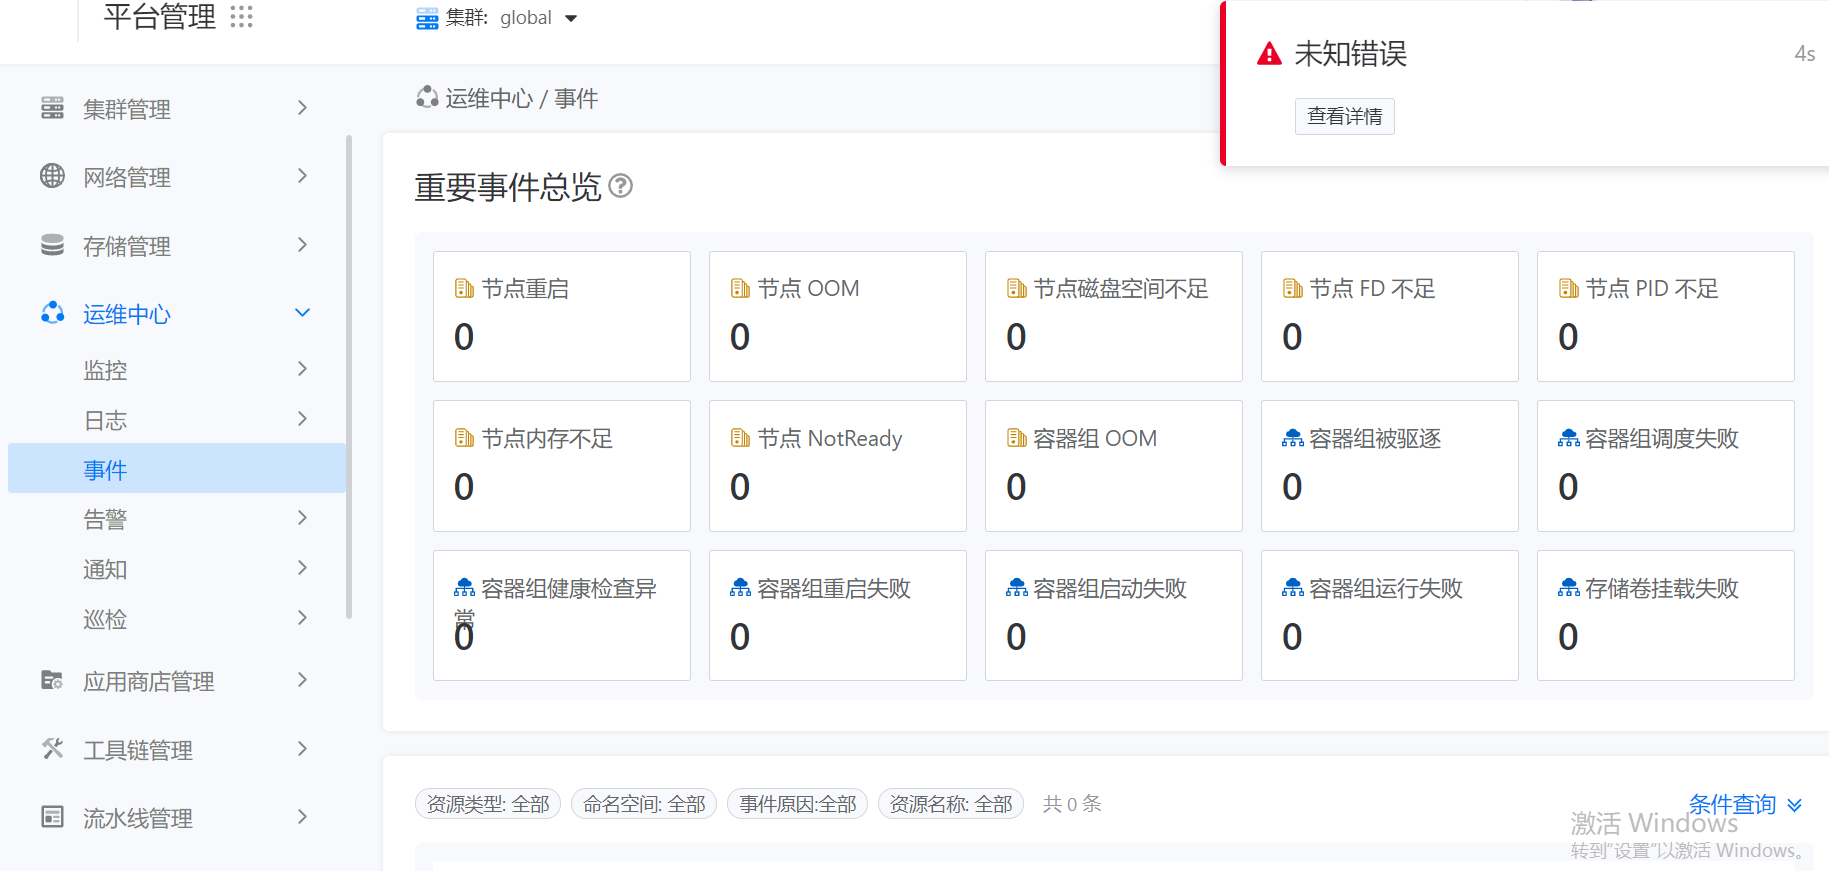 平台管理
集群: global
未知错误
4s
查看详情
集群管理
网络管理
存储管理
运维中心
监控
日志
事件
告警
通知
巡检
应用商店管理
工具链管理
流水线管理
运维中心 / 事件
重要事件总览
节点重启
0
节点 OOM
0
节点磁盘空间不足
0
节点 FD 不足
0
节点 PID 不足
0
节点内存不足
0
节点 NotReady
0
容器组 OOM
0
容器组被驱逐
0
容器组调度失败
0
容器组健康检查异
常
0
容器组重启失败
0
容器组启动失败
0
容器组运行失败
0
存储卷挂载失败
0
资源类型: 全部
命名空间: 全部
事件原因:全部
资源名称: 全部
共 0 条
条件查询
激活 Windows
转到"设置"以激活 Windows。